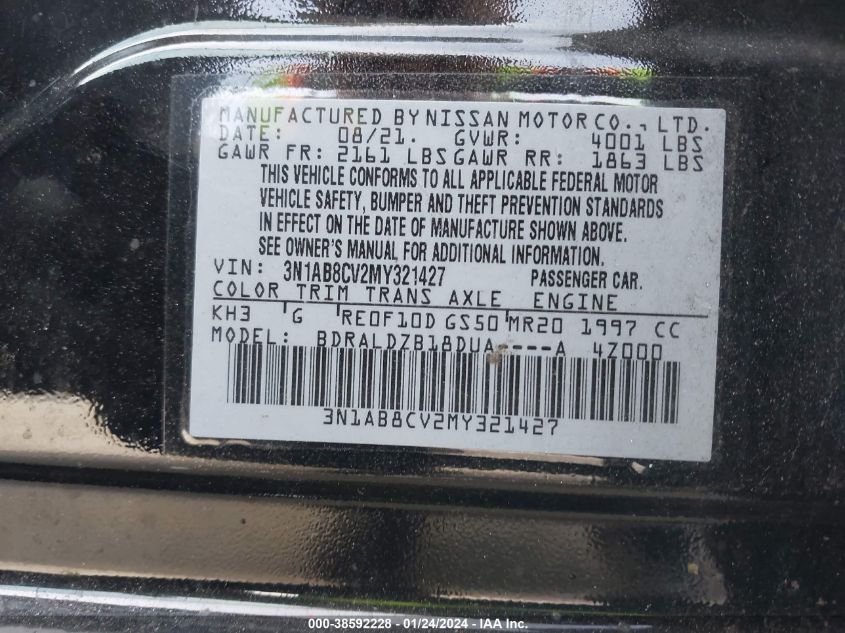 MANUFACTURED BY NISSAN MOTOR CO., LTD.
DATE: 08/21. GVWR: 4001 LBS
GAWR FR: 2161 LBS GAWR RR: 1863 LBS
THIS VEHICLE CONFORMS TO ALL APPLICABLE FEDERAL MOTOR
VEHICLE SAFETY, BUMPER AND THEFT PREVENTION STANDARDS
IN EFFECT ON THE DATE OF MANUFACTURE SHOWN ABOVE.
SEE OWNER'S MANUAL FOR ADDITIONAL INFORMATION.
VIN: 3N1AB8CV2MY321427 PASSENGER CAR.
COLOR TRIM TRANS AXLE ENGINE
KH3 G RE0F10D GS50 MR20 1997 CC
MODEL: BDRALDZB18DUA----A 4Z000
3N1AB8CV2MY321427
000-38592228 - 01/24/2024 - IAA Inc.